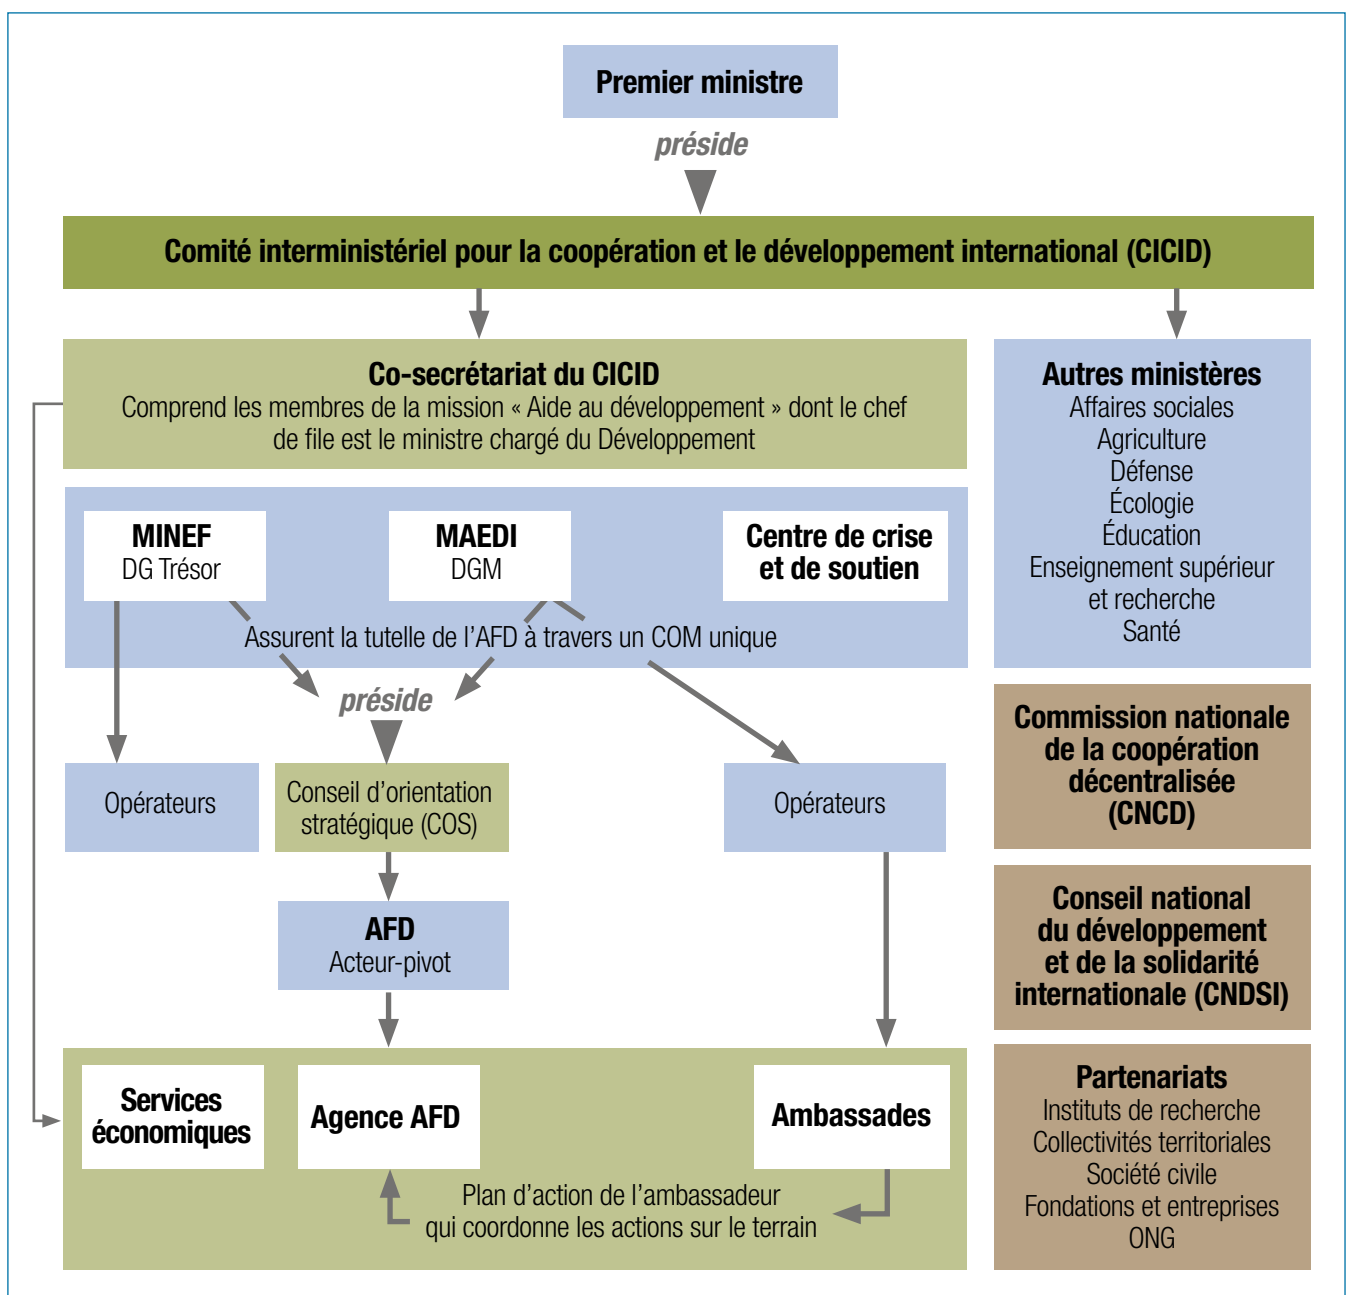 Premier ministre
préside
Comité interministériel pour la coopération et le développement international (CICID)
Co-secrétariat du CICID
Comprend les membres de la mission « Aide au développement » dont le chef
de file est le ministre chargé du Développement
MINEF
DG Trésor
MAEDI
DGM
Centre de crise
et de soutien
Assurent la tutelle de l’AFD à travers un COM unique
préside
Opérateurs
Conseil d’orientation
stratégique (COS)
Opérateurs
AFD
Acteur-pivot
Services
économiques
Agence AFD
Ambassades
Plan d’action de l’ambassadeur
qui coordonne les actions sur le terrain
Autres ministères
Affaires sociales
Agriculture
Défense
Écologie
Éducation
Enseignement supérieur
et recherche
Santé
Commission nationale
de la coopération
décentralisée
(CNCD)
Conseil national
du développement
et de la solidarité
internationale (CNDSI)
Partenariats
Instituts de recherche
Collectivités territoriales
Société civile
Fondations et entreprises
ONG